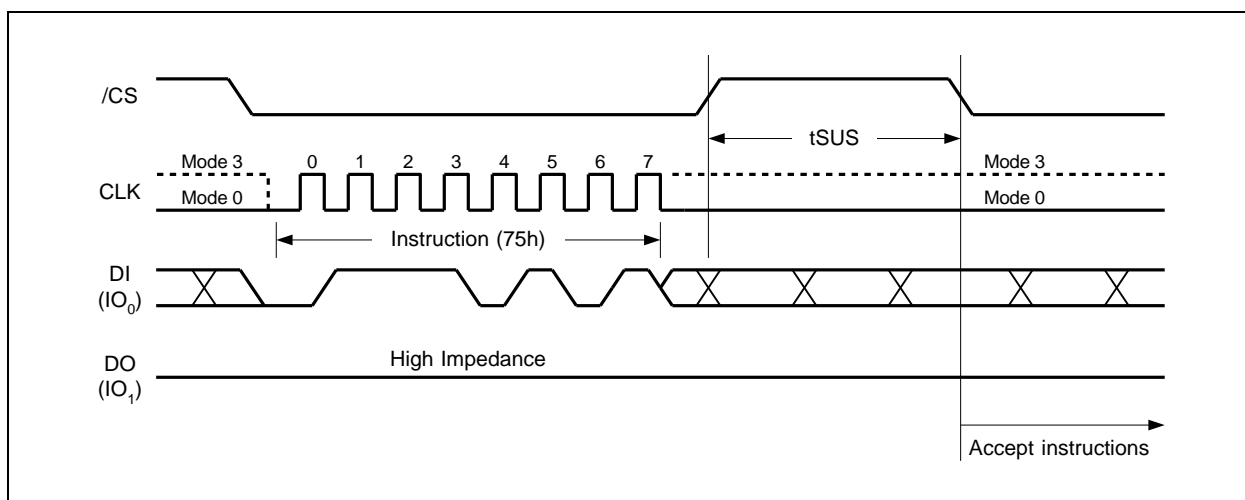 /CS
tSUS
Mode 3
0 1 2 3 4 5 6 7
Mode 3
CLK
Mode 0
Mode 0
Instruction (75h)
DI
(IO₀)
High Impedance
DO
(IO₁)
Accept instructions